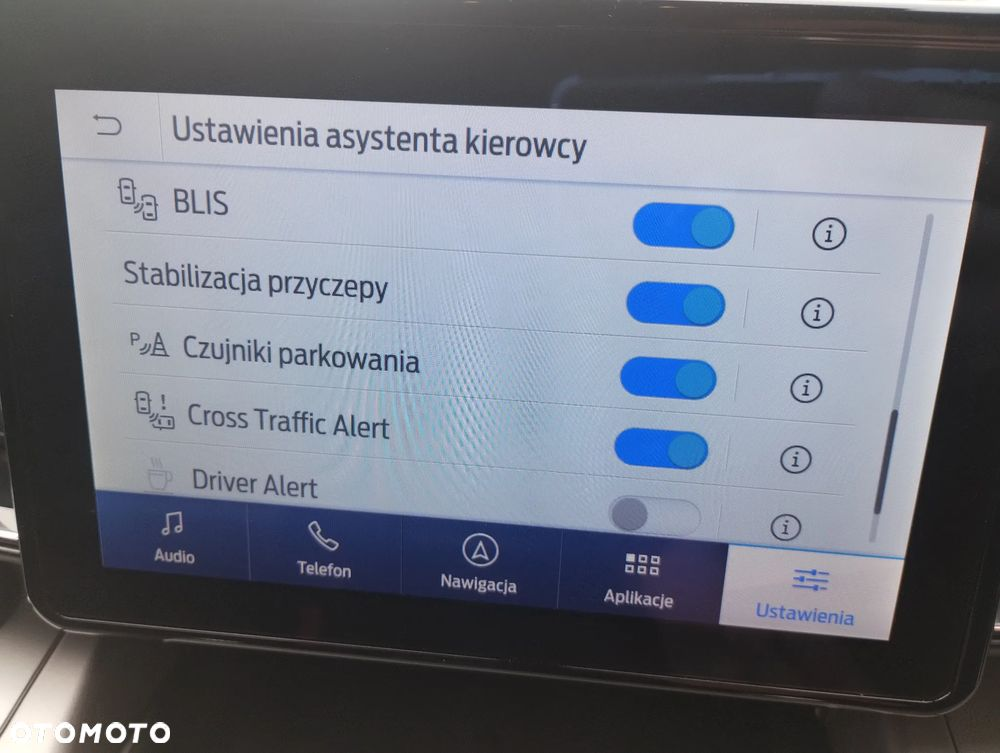 Ustawienia asystenta kierowcy
BLIS
Stabilizacja przyczepy
P Czujniki parkowania
Cross Traffic Alert
Driver Alert
Audio
Telefon
Nawigacja
Aplikacje
Ustawienia
OTOMOTO